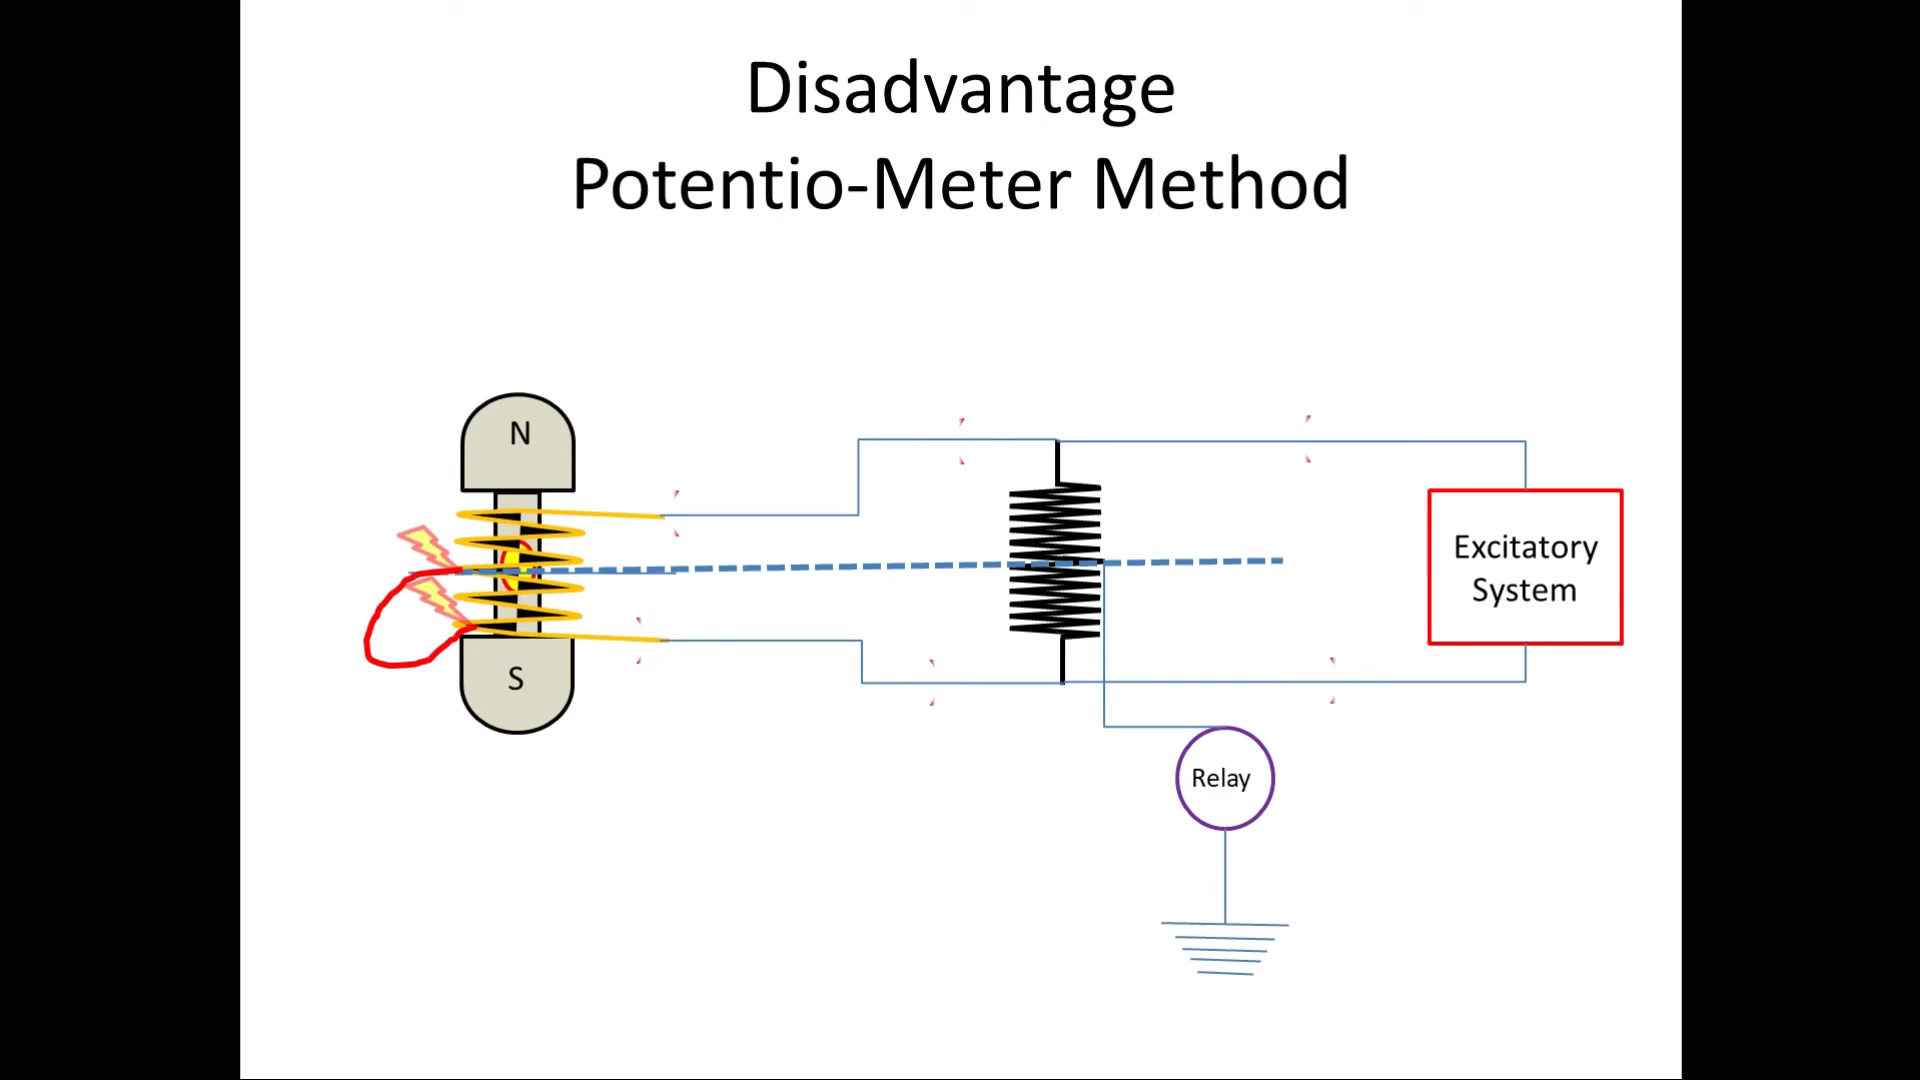 Disadvantage
Potentio-Meter Method
N
S
Excitatory
System
Relay